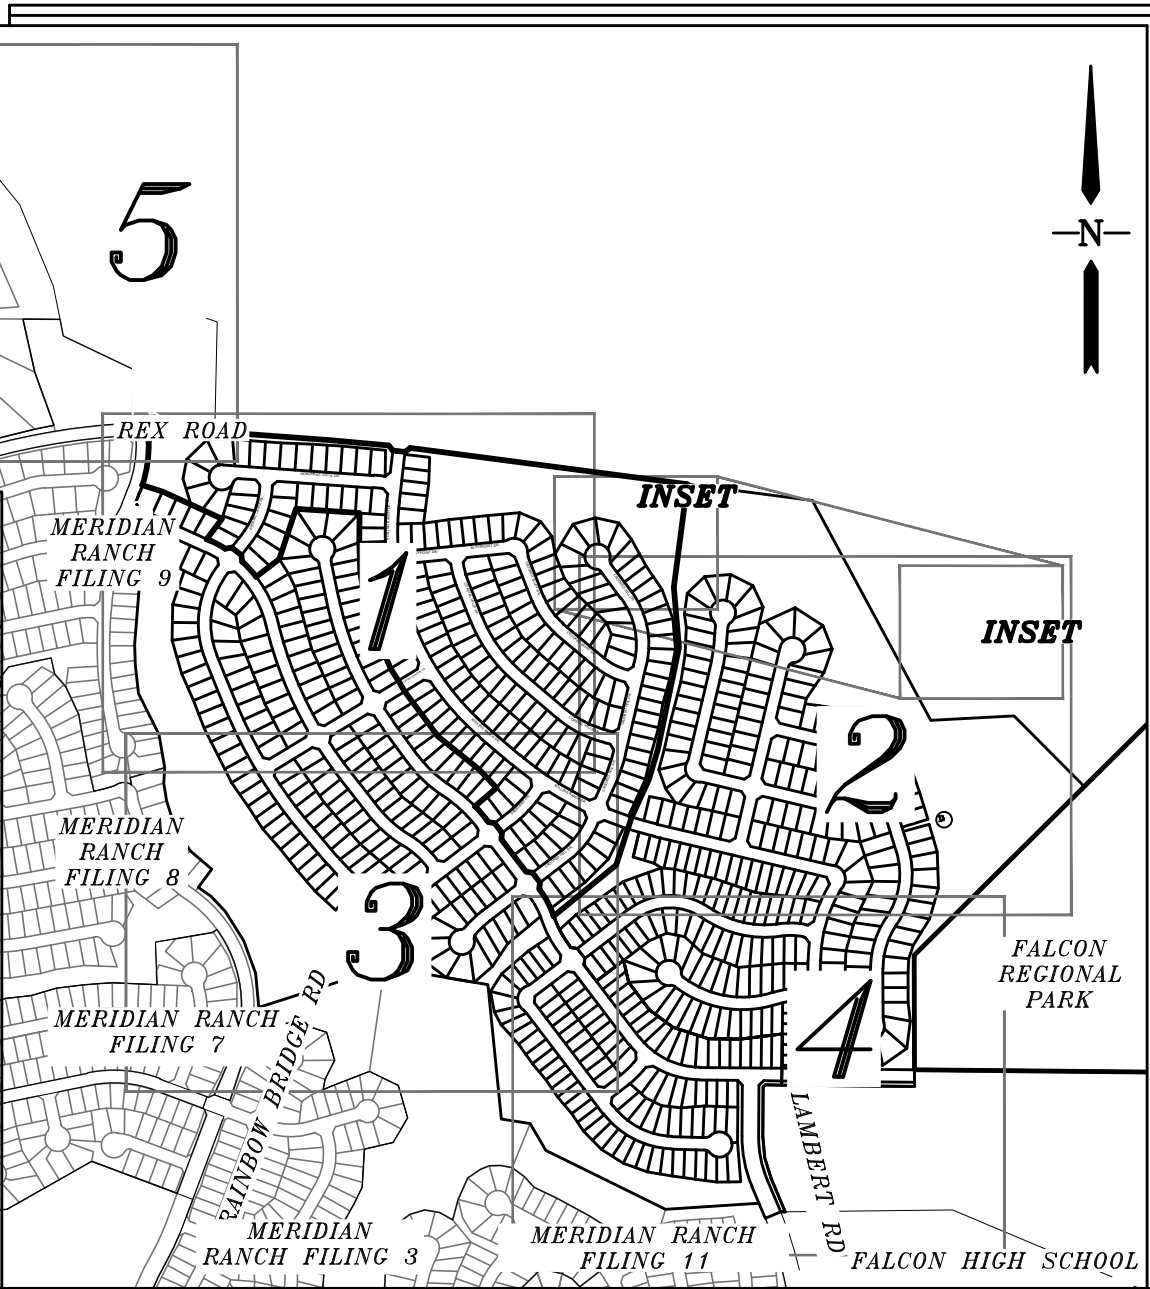 5
N
REX ROAD
INSET
MERIDIAN
RANCH
FILING 9
1
INSET
2
MERIDIAN
RANCH
FILING 8
3
FALCON
REGIONAL
PARK
MERIDIAN RANCH
FILING 7
4
RAINBOW BRIDGE RD
LAMBERT RD
MERIDIAN
RANCH FILING 3
MERIDIAN RANCH
FILING 11
FALCON HIGH SCHOOL